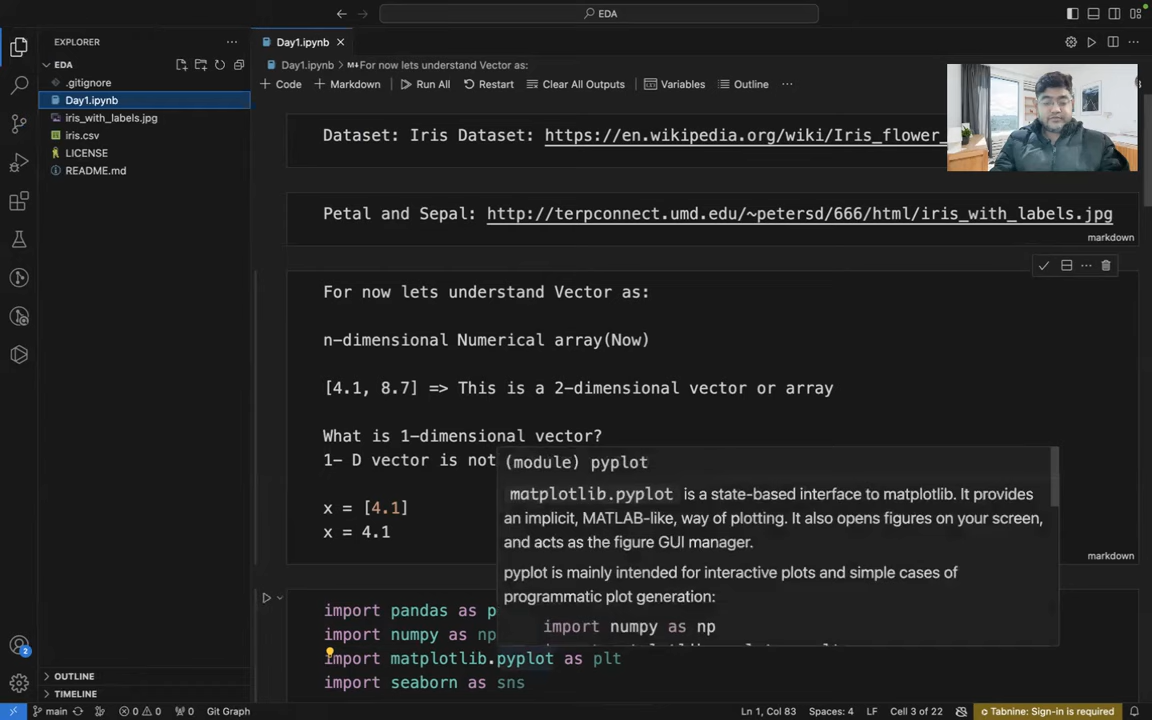 EDA
EXPLORER
EDA
.gitignore
Day1.ipynb
iris_with_labels.jpg
iris.csv
LICENSE
README.md
OUTLINE
TIMELINE
Day1.ipynb
Day1.ipynb > For now lets understand Vector as:
+ Code + Markdown Run All Restart Clear All Outputs Variables Outline ...
Dataset: Iris Dataset: https://en.wikipedia.org/wiki/Iris_flower_
Petal and Sepal: http://terpconnect.umd.edu/~petersd/666/html/iris_with_labels.jpg
markdown
For now lets understand Vector as:
n-dimensional Numerical array(Now)
[4.1, 8.7] => This is a 2-dimensional vector or array
What is 1-dimensional vector?
1- D vector is not
x = [4.1]
x = 4.1
markdown
(module) pyplot
matplotlib.pyplot is a state-based interface to matplotlib. It provides
an implicit, MATLAB-like, way of plotting. It also opens figures on your screen,
and acts as the figure GUI manager.
pyplot is mainly intended for interactive plots and simple cases of
programmatic plot generation:
import numpy as np
import pandas as p
import numpy as np
import matplotlib.pyplot as plt
import seaborn as sns
2
main
0 0
0
Git Graph
Ln 1, Col 83
Spaces: 4
LF
Cell 3 of 22
Tabnine: Sign-in is required